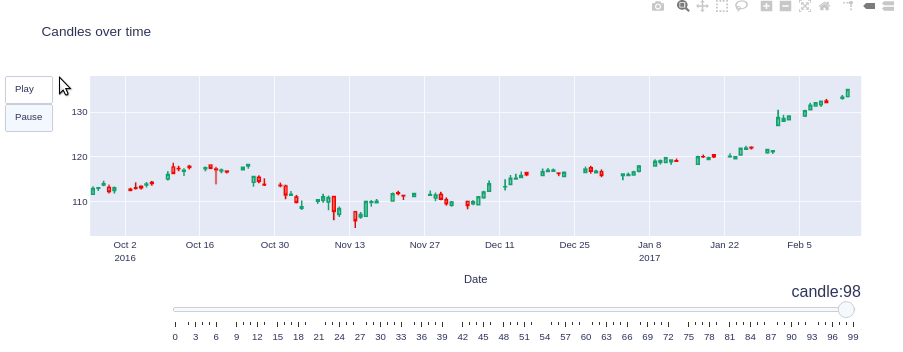 Candles over time
Play
Pause
130
120
110
Oct 2 Oct 16 Oct 30 Nov 13 Nov 27 Dec 11 Dec 25 Jan 8 Jan 22 Feb 5
2016 2017
Date
candle:98
0 3 6 9 12 15 18 21 24 27 30 33 36 39 42 45 48 51 54 57 60 63 66 69 72 75 78 81 84 87 90 93 96 99